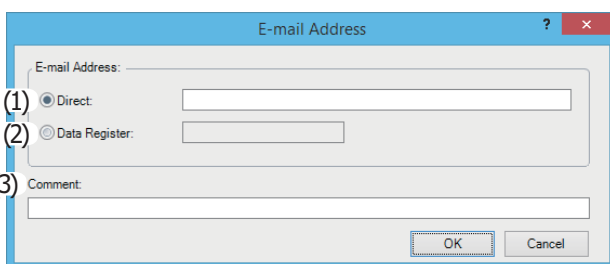 E-mail Address
?
×
E-mail Address:
(1) Direct:
(2) Data Register:
3) Comment:
OK Cancel